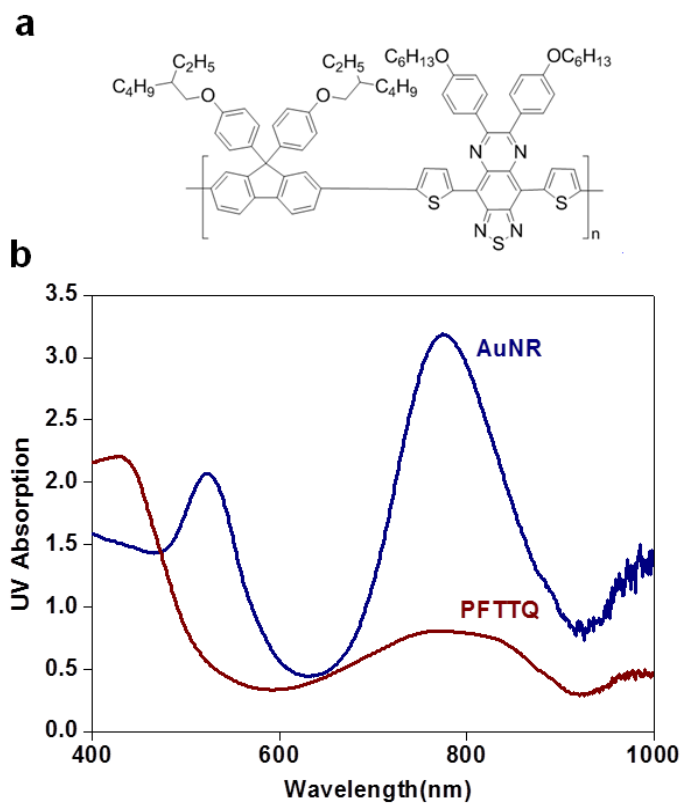 a
C2H5
C4H9
O
C2H5
O
C4H9
C6H13O
OC6H13
N
N
S
S
N
N
S
n
b
3.5
3.0
2.5
2.0
1.5
1.0
0.5
0.0
UV Absorption
AuNR
PFTTQ
400
600
800
1000
Wavelength(nm)